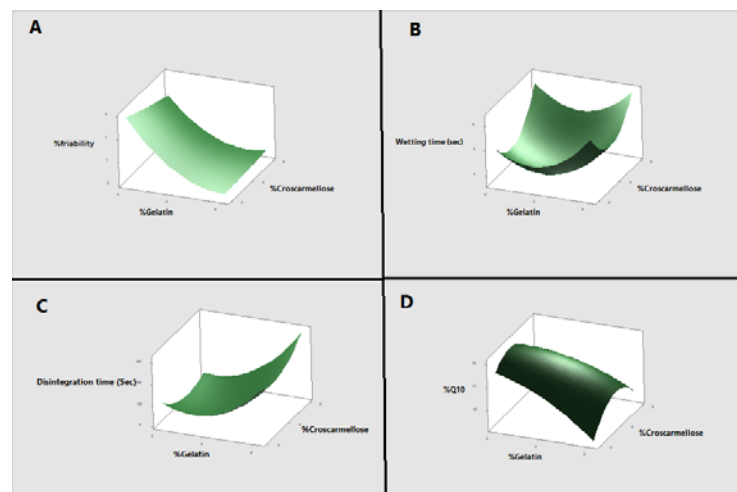 A
%friability
%Croscarmellose
%Gelatin
B
Wetting time (sec)
%Croscarmellose
%Gelatin
C
Disintegration time (Sec)
%Croscarmellose
%Gelatin
D
%Q10
%Croscarmellose
%Gelatin